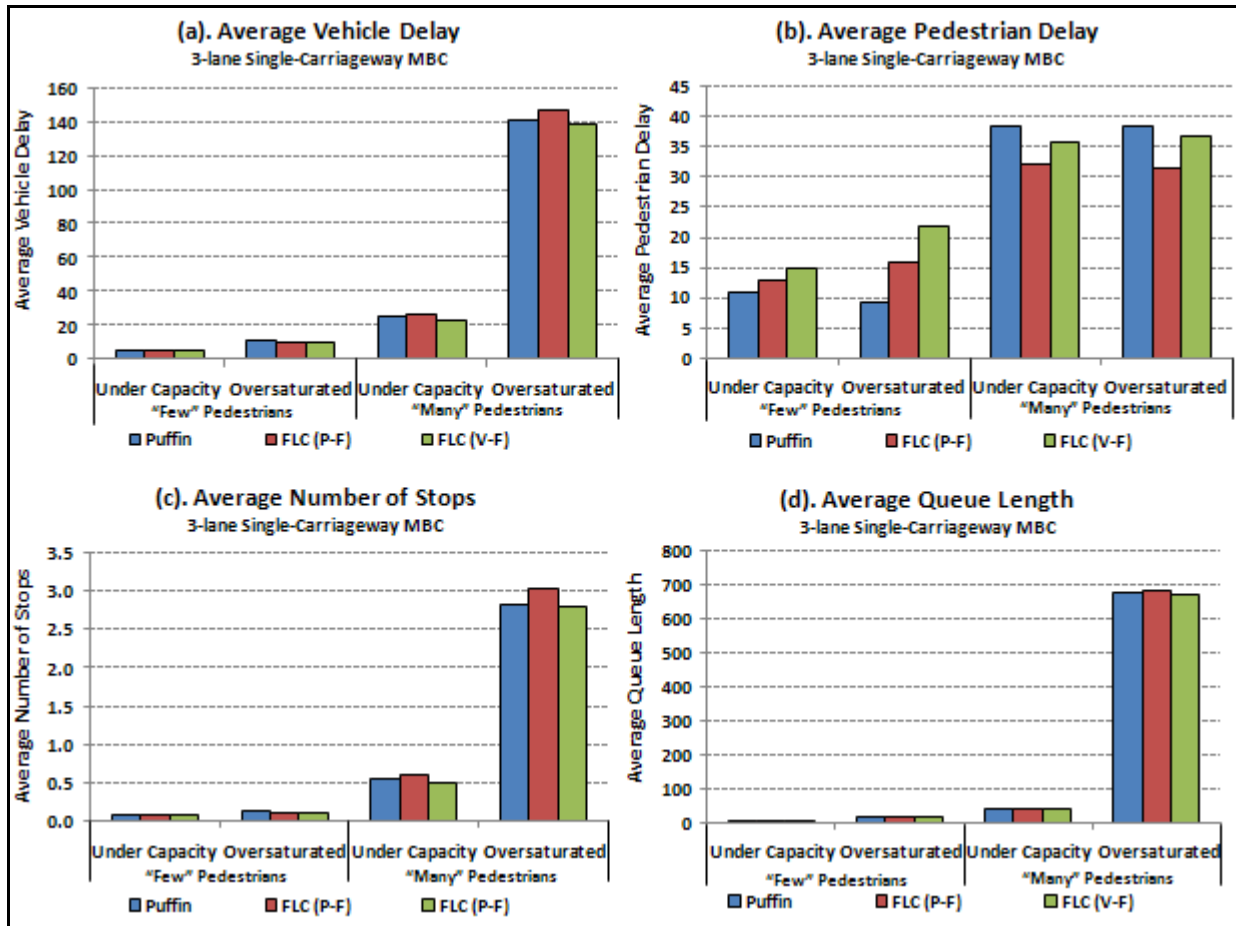 (a). Average Vehicle Delay
3-lane Single-Carriageway MBC
Average Vehicle Delay
160
140
120
100
80
60
40
20
0
Under Capacity Oversaturated Under Capacity Oversaturated
"Few" Pedestrians "Many" Pedestrians
Puffin FLC (P-F) FLC (V-F)
(b). Average Pedestrian Delay
3-lane Single-Carriageway MBC
Average Pedestrian Delay
45
40
35
30
25
20
15
10
5
0
Under Capacity Oversaturated Under Capacity Oversaturated
"Few" Pedestrians "Many" Pedestrians
Puffin FLC (P-F) FLC (V-F)
(c). Average Number of Stops
3-lane Single-Carriageway MBC
Average Number of Stops
3.5
3.0
2.5
2.0
1.5
1.0
0.5
0.0
Under Capacity Oversaturated Under Capacity Oversaturated
"Few" Pedestrians "Many" Pedestrians
Puffin FLC (P-F) FLC (P-F)
(d). Average Queue Length
3-lane Single-Carriageway MBC
Average Queue Length
800
700
600
500
400
300
200
100
0
Under Capacity Oversaturated Under Capacity Oversaturated
"Few" Pedestrians "Many" Pedestrians
Puffin FLC (P-F) FLC (V-F)